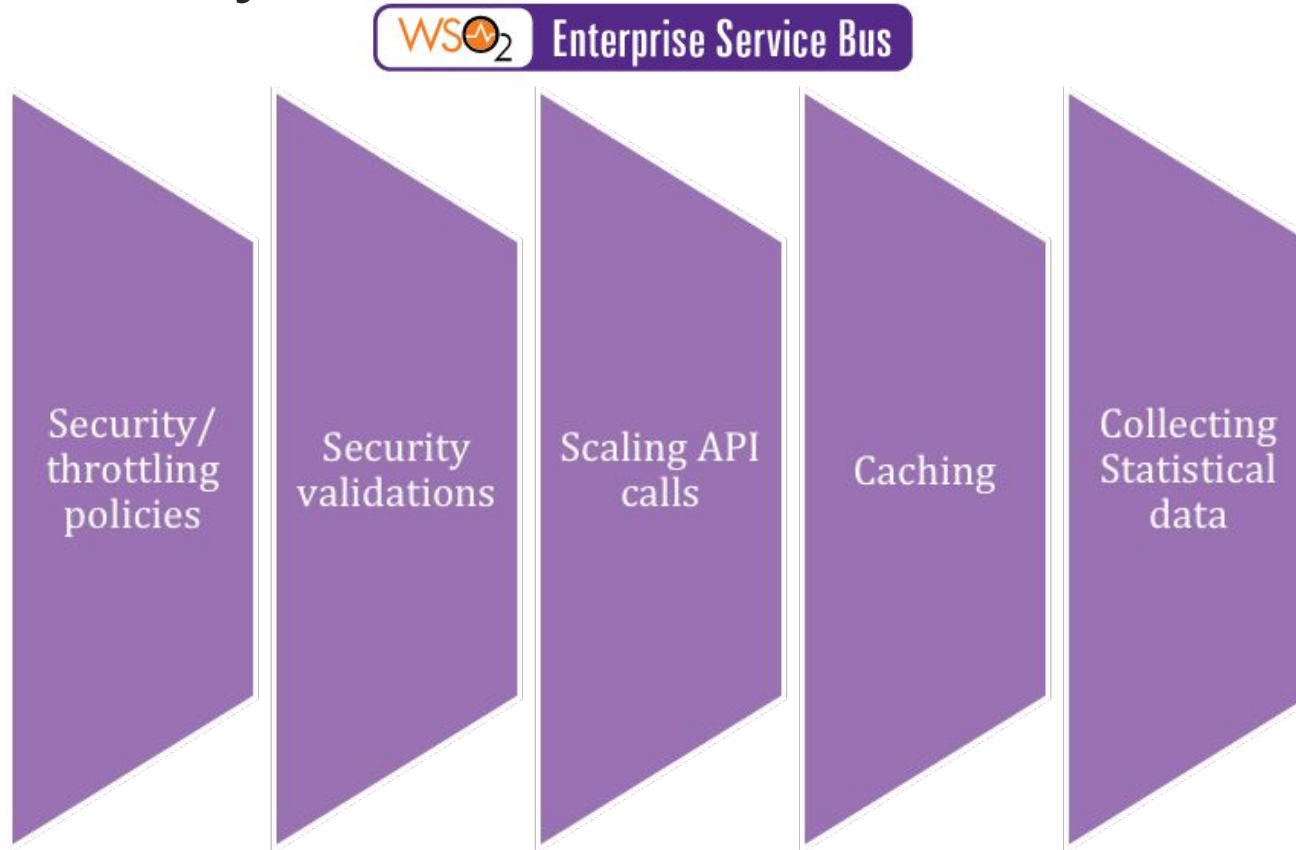 WSO2 Enterprise Service Bus
Security/
throttling
policies
Security
validations
Scaling API
calls
Caching
Collecting
Statistical
data